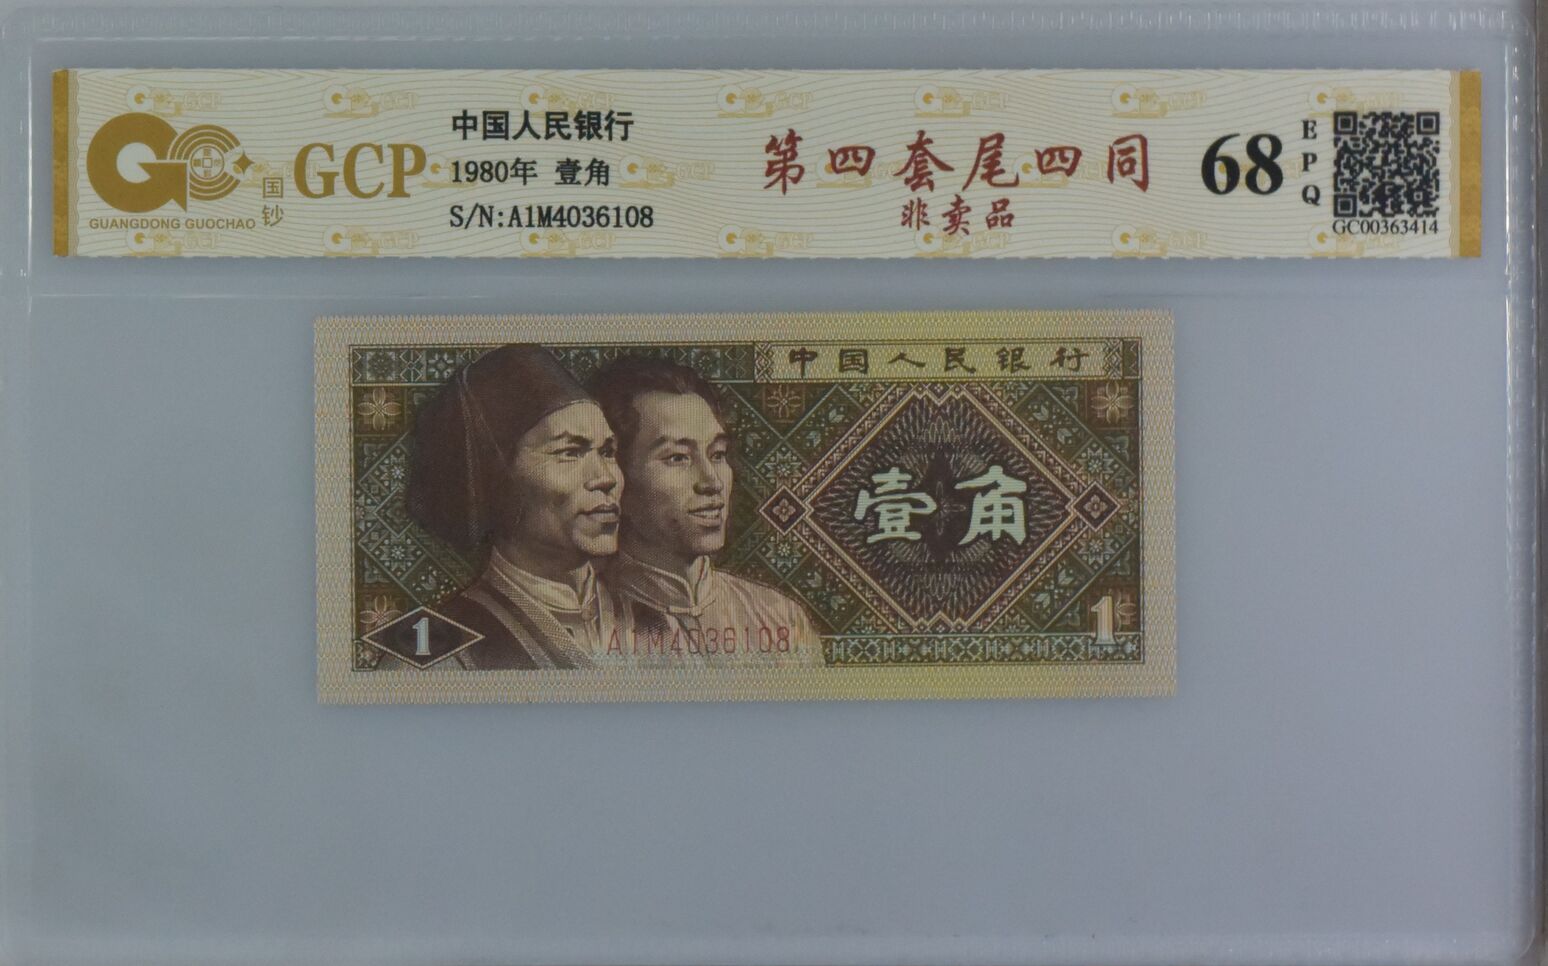 GUANGDONG GUOCHAO
国钞
GCP
中国人民银行
1980年 壹角
S/N:A1M4036108
第四套尾四同
非卖品
68
EPQ
GC00363414
中国人民银行
壹角
1
1
A1M4036108